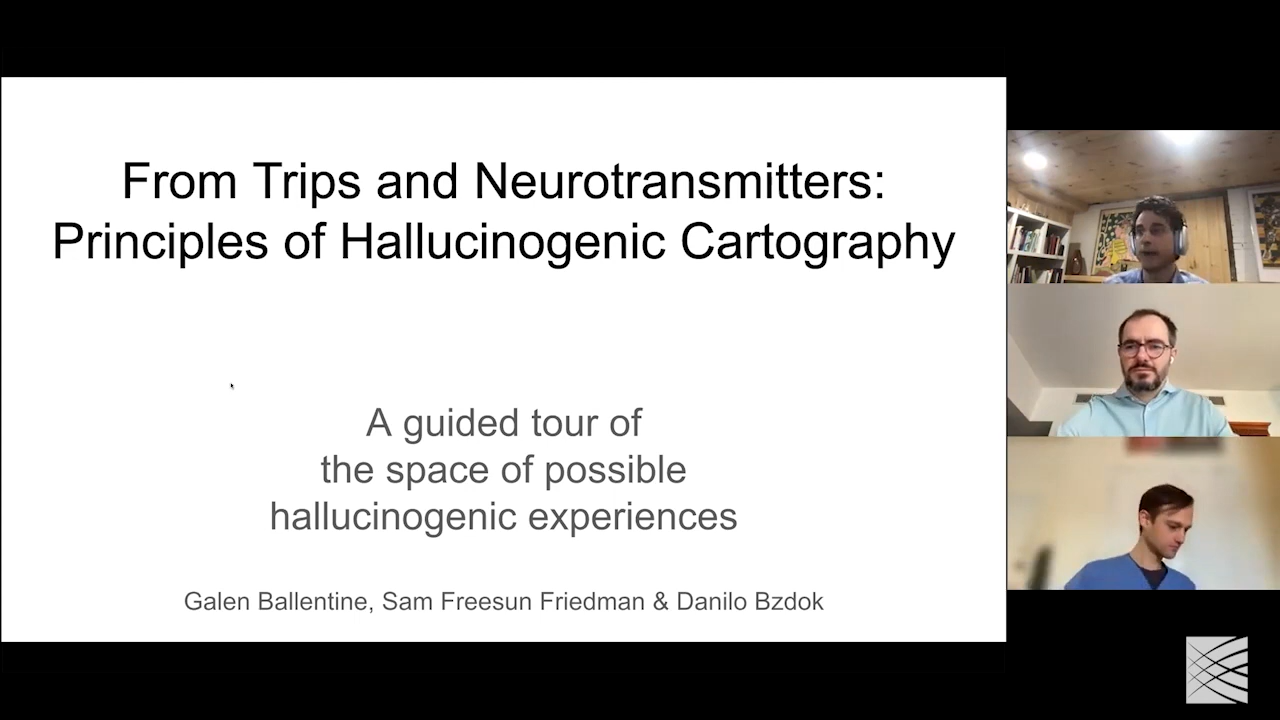 From Trips and Neurotransmitters:
Principles of Hallucinogenic Cartography
A guided tour of
the space of possible
hallucinogenic experiences
Galen Ballentine, Sam Freesun Friedman & Danilo Bzdok